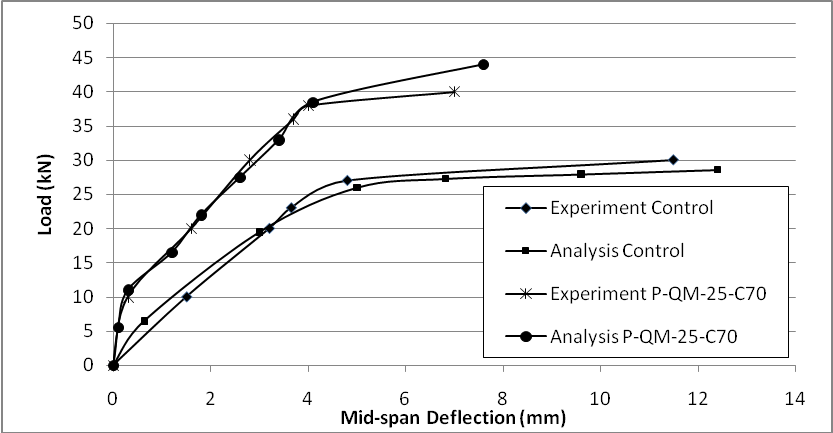 50
45
40
35
30
25
20
15
10
5
0
Load (kN)
Experiment Control
Analysis Control
Experiment P-QM-25-C70
Analysis P-QM-25-C70
0 2 4 6 8 10 12 14
Mid-span Deflection (mm)